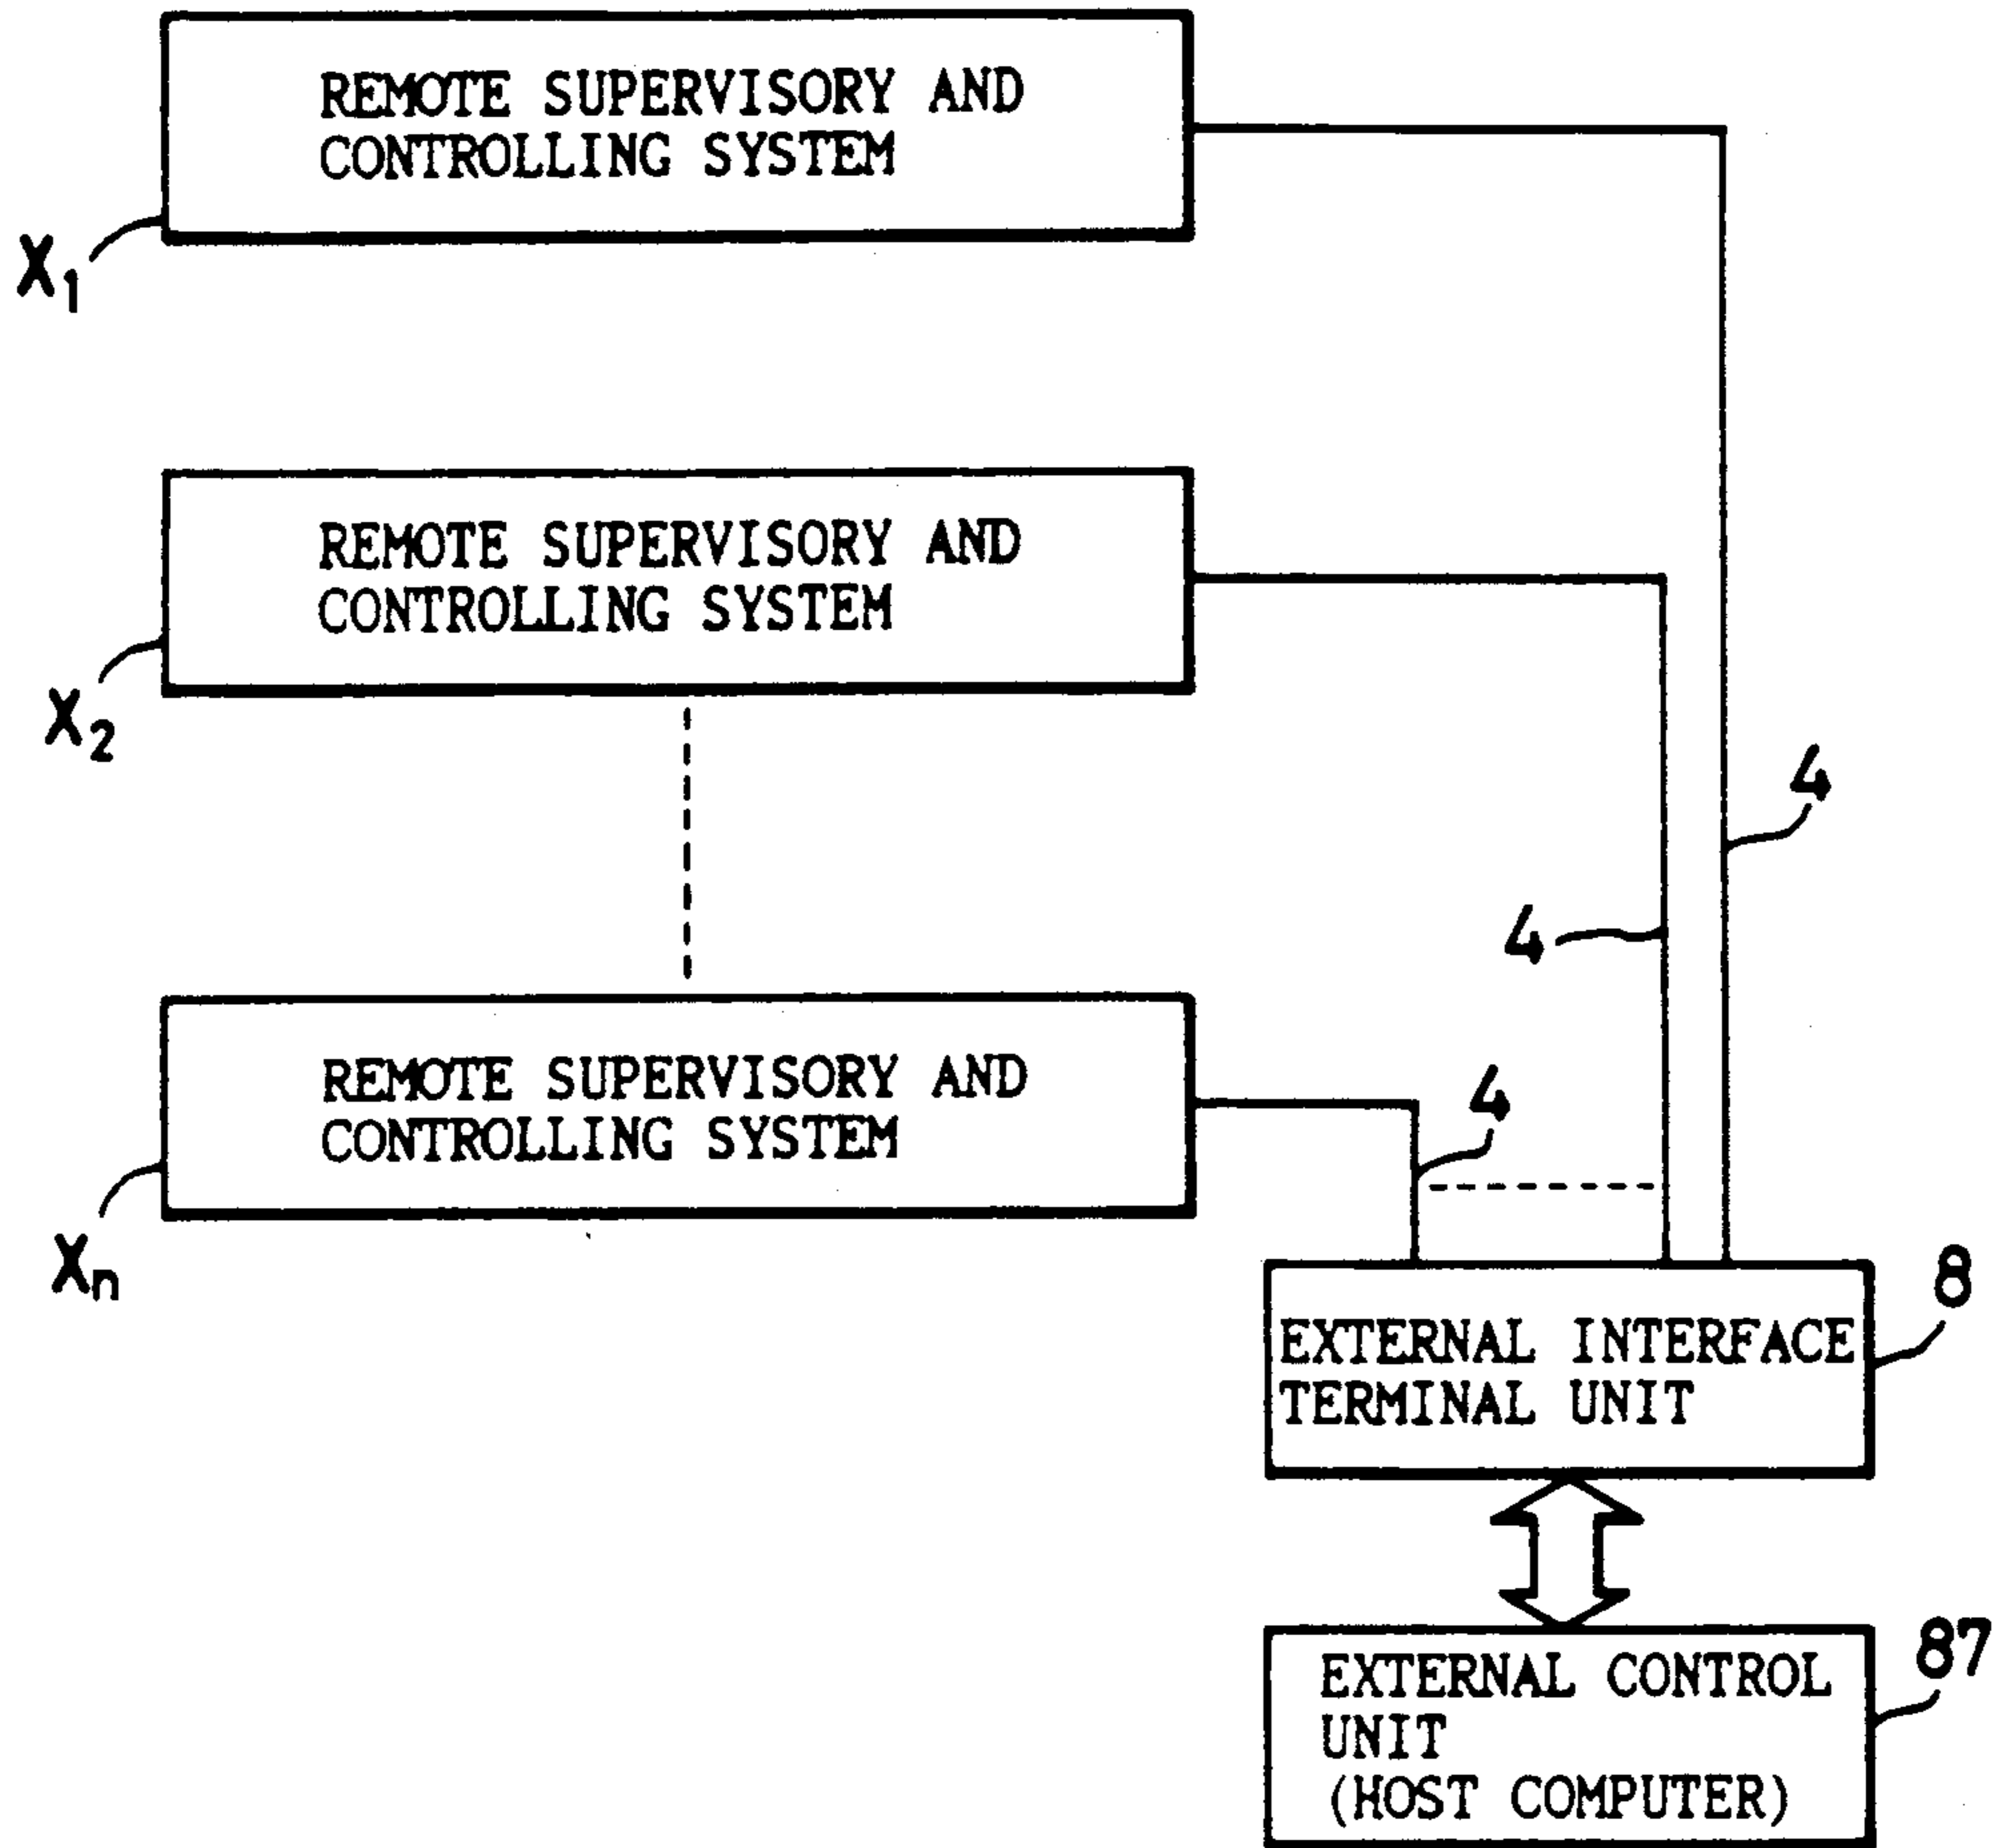 REMOTE SUPERVISORY AND
CONTROLLING SYSTEM
X1
REMOTE SUPERVISORY AND
CONTROLLING SYSTEM
X2
4
4
REMOTE SUPERVISORY AND
CONTROLLING SYSTEM
4
Xn
EXTERNAL INTERFACE
TERMINAL UNIT
8
EXTERNAL CONTROL
UNIT
(HOST COMPUTER)
87